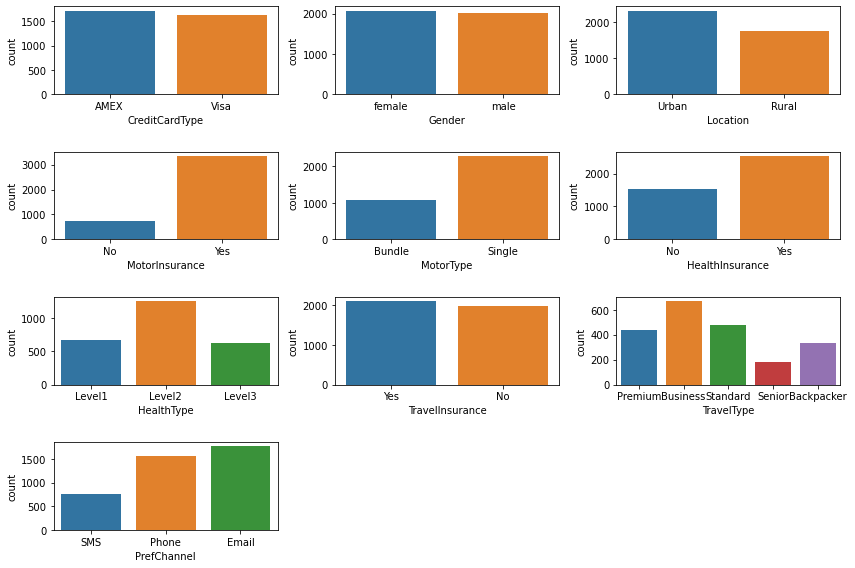 1500
1000
500
0
count
AMEX Visa
CreditCardType
2000
1000
0
count
female male
Gender
2000
1000
0
count
Urban Rural
Location
3000
2000
1000
0
count
No Yes
MotorInsurance
2000
1000
0
count
Bundle Single
MotorType
2000
1000
0
count
No Yes
HealthInsurance
1000
500
0
count
Level1 Level2 Level3
HealthType
2000
1000
0
count
Yes No
TravelInsurance
600
400
200
0
count
Premium Business Standard Senior Backpacker
TravelType
1500
1000
500
0
count
SMS Phone Email
PrefChannel